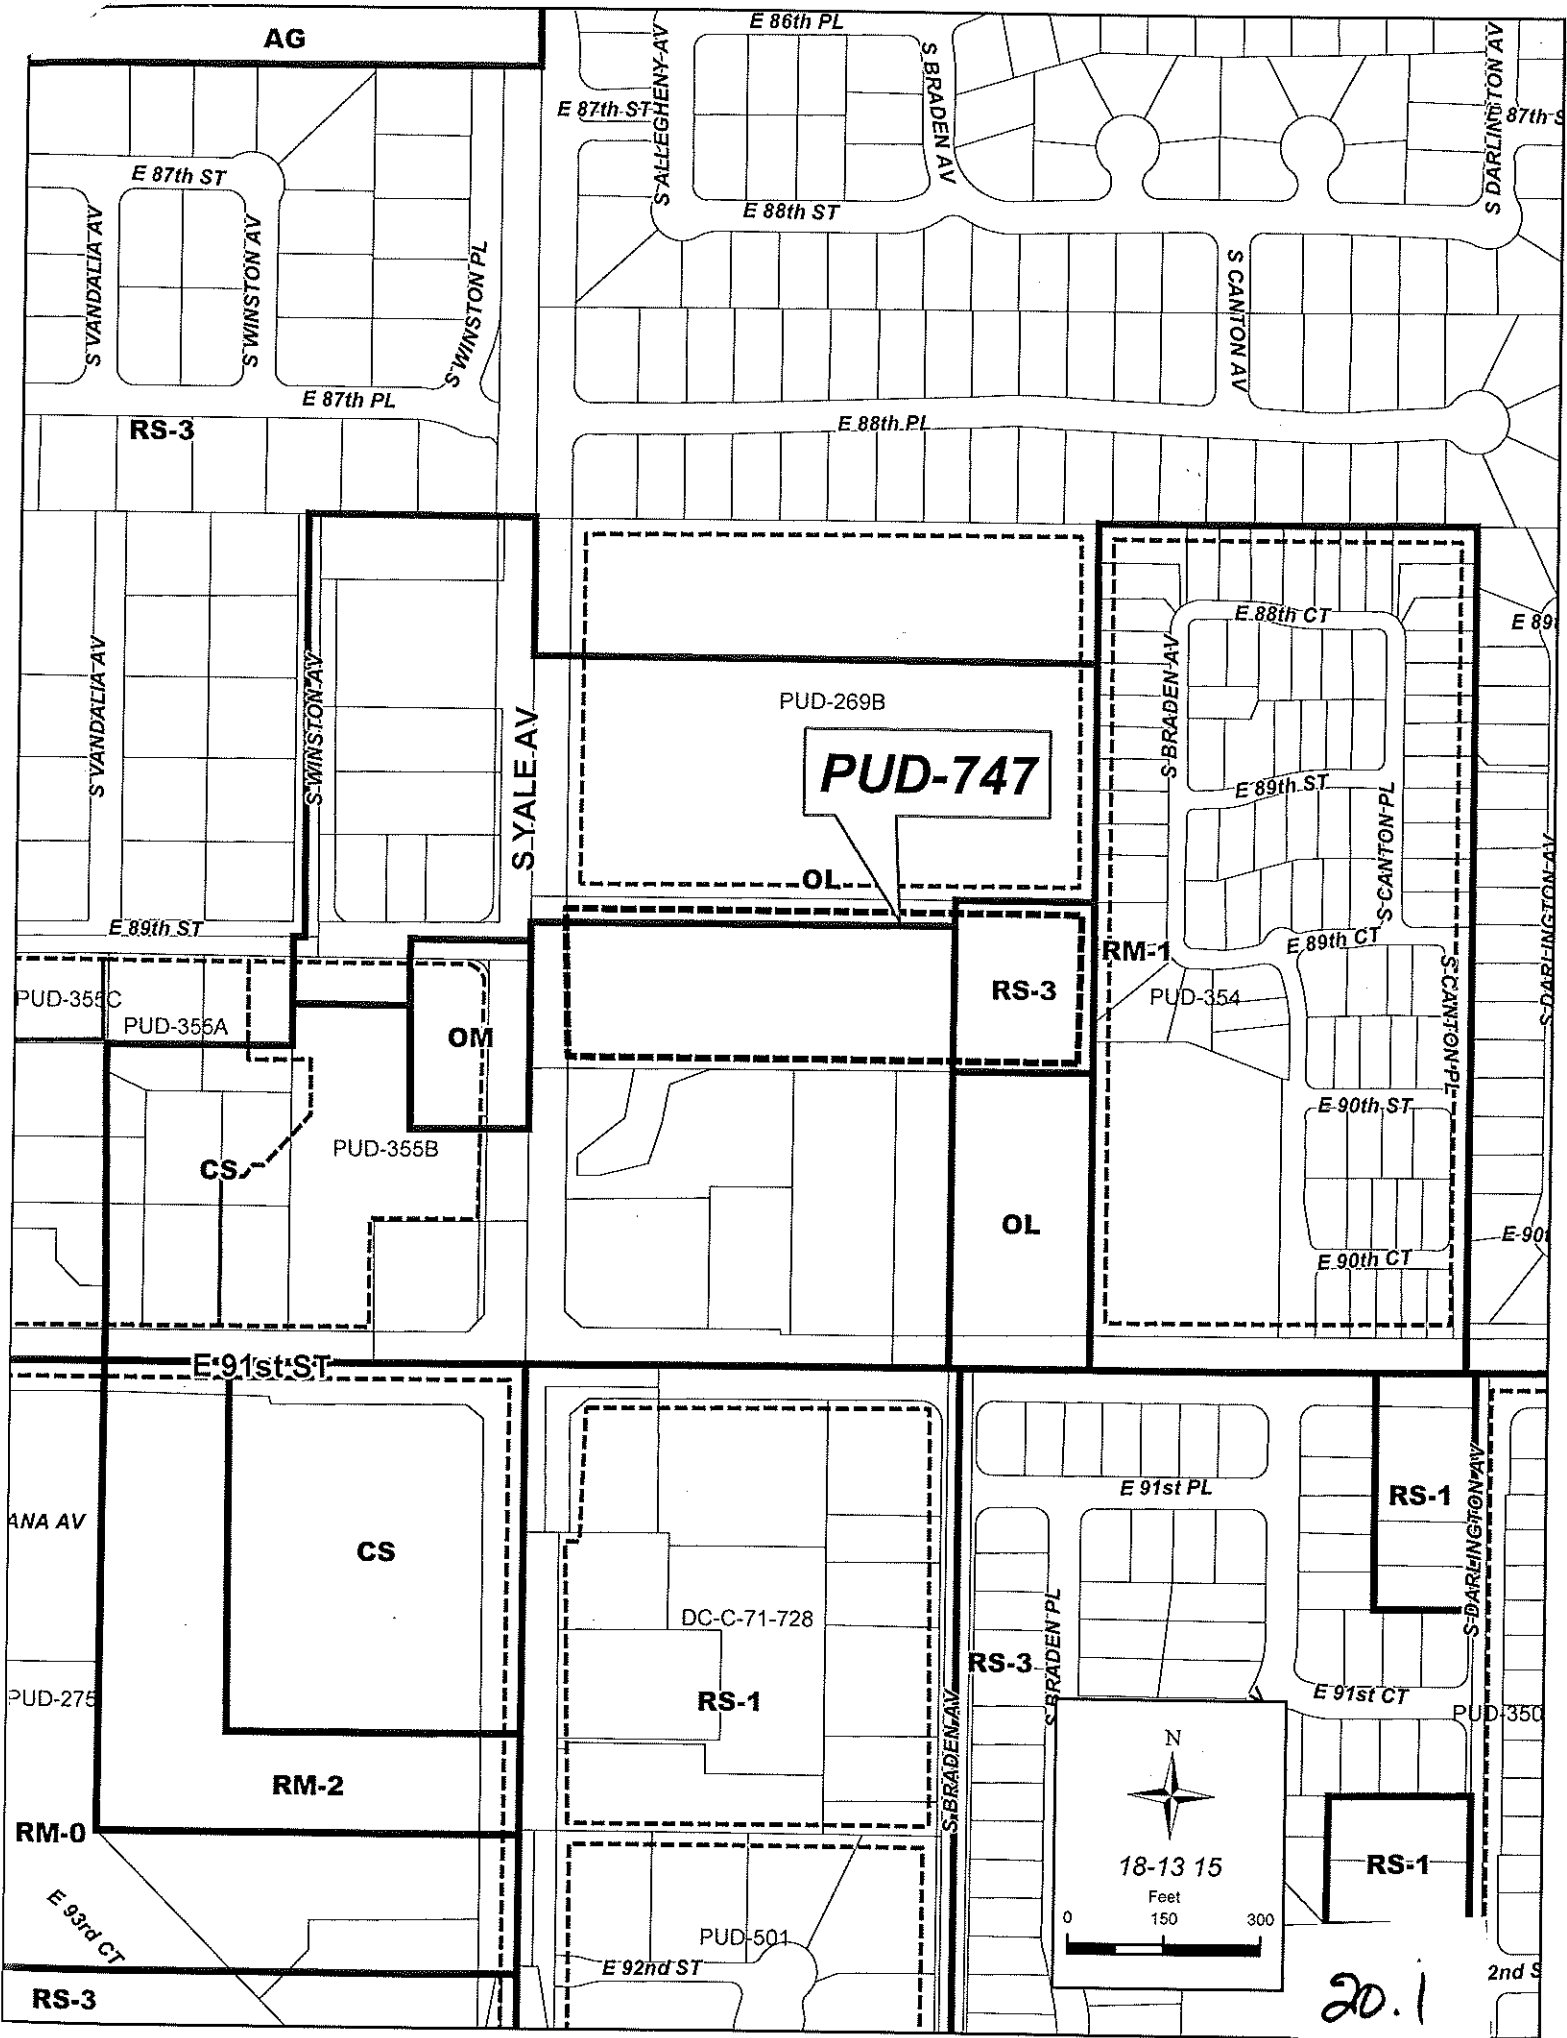 AG
E 86th PL
S ALLEGHENY AV
S BRADEN AV
S DARLINGTON AV
E 87th ST
87th S
E 87th ST
E 88th ST
S VANDALIA AV
S WINSTON AV
S WINSTON PL
S CANTON AV
E 87th PL
RS-3
E 88th PL
E 88th CT
E 89
S VANDALIA AV
S WINSTON AV
S YALE AV
S BRADEN AV
PUD-269B
PUD-747
E 89th ST
S CANTON PL
OL
S DARLINGTON AV
E 89th ST
E 89th CT
RM-1
PUD-355C
PUD-355A
RS-3
PUD-354
S CANTON PL
OM
E 90th ST
PUD-355B
CS
OL
E 90
E 90th CT
E 91st ST
E 91st PL
RS-1
S DARLINGTON AV
ANA AV
CS
DC-C-71-728
S BRADEN PL
RS-3
PUD-275
RS-1
E 91st CT
PUD-350
S BRADEN AV
RM-2
N
RM-0
18-13 15
RS-1
Feet
0 150 300
E 93rd CT
PUD-501
E 92nd ST
2nd S
RS-3
20.1